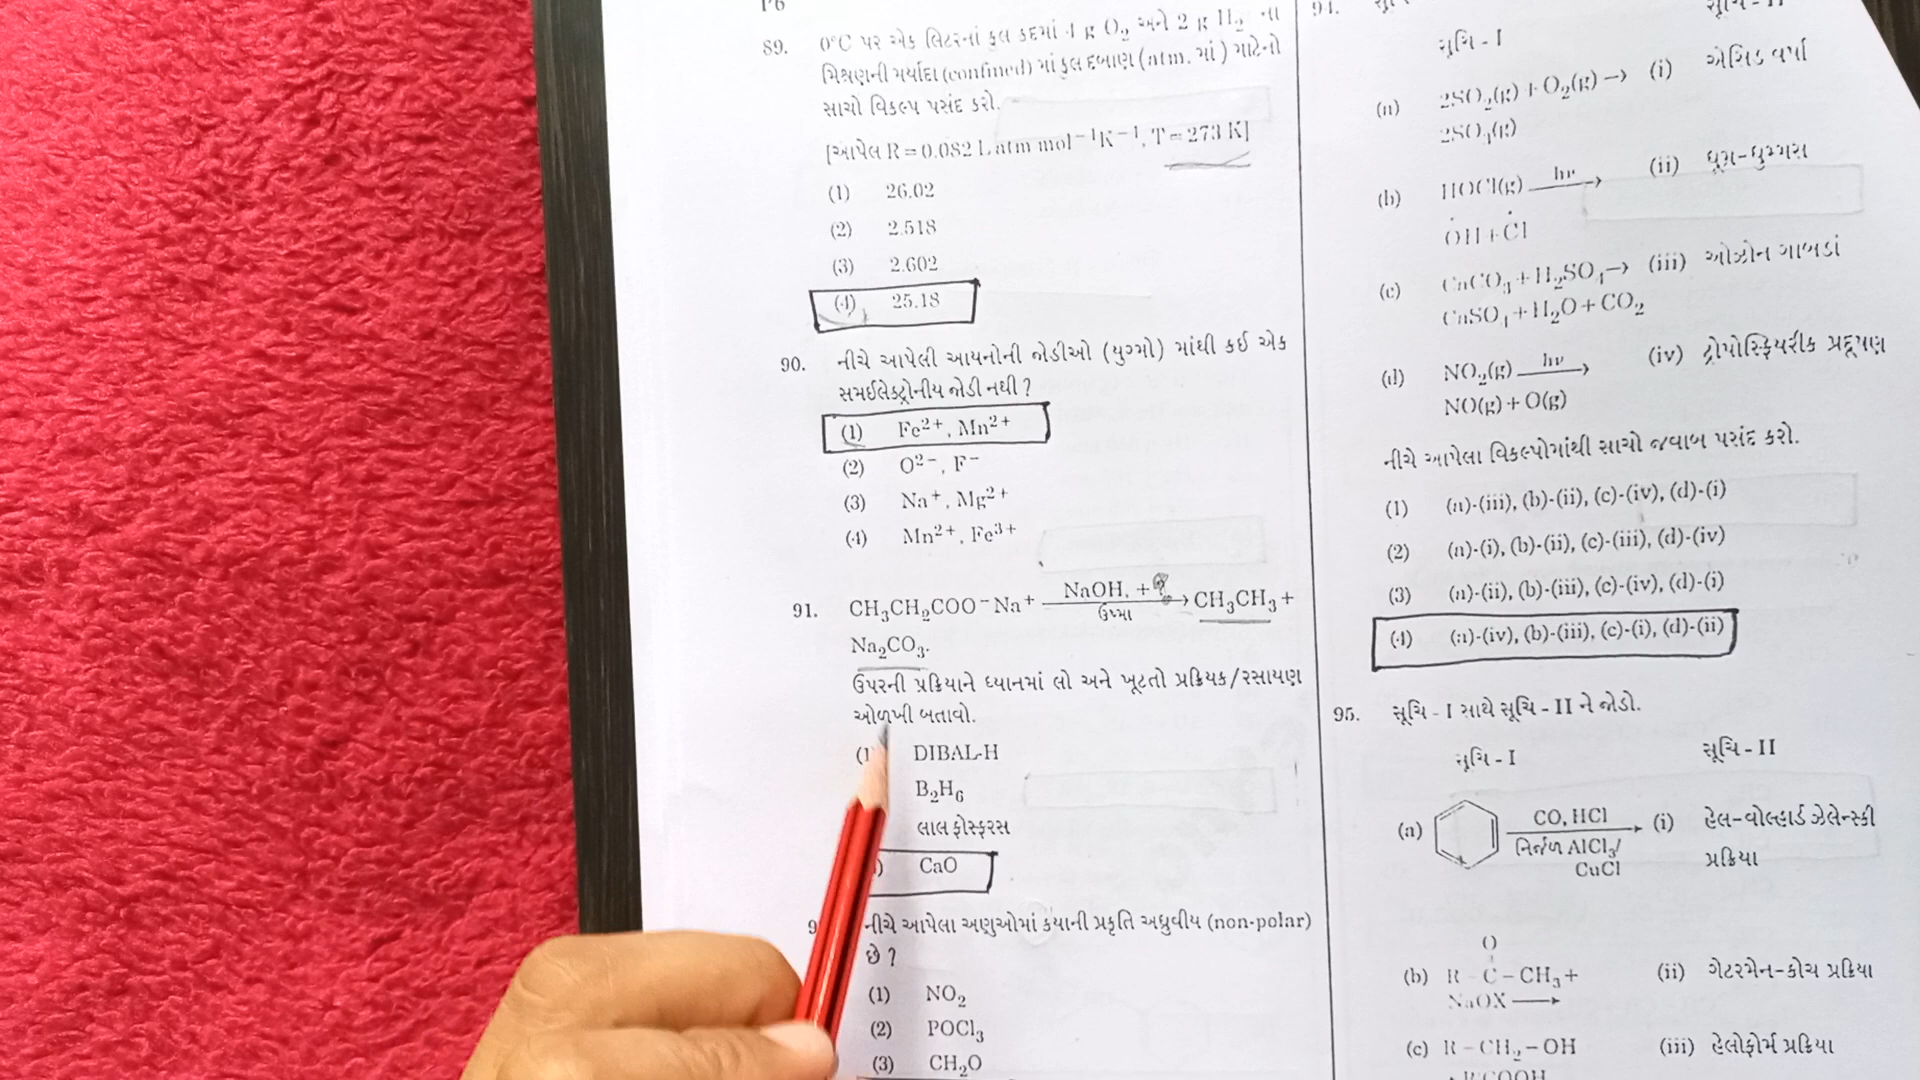 P6
89. 0°C પર એક લિટરનાં કુલ કદમાં 4 g O₂ અને 2 g H₂ ના
મિશ્રણની મર્યાદા (confined) માં કુલ દબાણ (atm. માં ) માટેનો
સાચો વિકલ્પ પસંદ કરો.
[આપેલ R = 0.082 L atm mol⁻¹K⁻¹, T = 273 K]
(1) 26.02
(2) 2.518
(3) 2.602
(4) 25.18
90. નીચે આપેલી આયનોની જોડીઓ (યુગ્મો) માંથી કઈ એક
સમઈલેક્ટ્રોનીય જોડી નથી ?
(1) Fe²⁺, Mn²⁺
(2) O²⁻, F⁻
(3) Na⁺, Mg²⁺
(4) Mn²⁺, Fe³⁺
91. CH₃CH₂COO⁻Na⁺ NaOH, + → CH₃CH₃ +
ઉષ્મા
Na₂CO₃.
ઉપરની પ્રક્રિયાને ધ્યાનમાં લો અને ખૂટતો પ્રક્રિયક/રસાયણ
ઓળખી બતાવો.
(1) DIBAL-H
B₂H₆
લાલ ફોસ્ફરસ
CaO
9 નીચે આપેલા અણુઓમાં કયાની પ્રકૃતિ અધ્રુવીય (non-polar)
છે ?
(1) NO₂
(2) POCl₃
(3) CH₂O
94.
સૂચિ - I
(a) 2SO₂(g) + O₂(g) → (i) એસિડ વર્ષા
2SO₃(g)
(b) HOCl(g) hν → (ii) ધૂમ્ર-ધુમ્મસ
ȮH + Ċl
(c) CaCO₃ + H₂SO₄ → (iii) ઓઝોન ગાબડાં
CaSO₄ + H₂O + CO₂
(d) NO₂(g) hν → (iv) ટ્રોપોસ્ફિયરીક પ્રદૂષણ
NO(g) + O(g)
નીચે આપેલા વિકલ્પોમાંથી સાચો જવાબ પસંદ કરો.
(1) (a)-(iii), (b)-(ii), (c)-(iv), (d)-(i)
(2) (a)-(i), (b)-(ii), (c)-(iii), (d)-(iv)
(3) (a)-(ii), (b)-(iii), (c)-(iv), (d)-(i)
(4) (a)-(iv), (b)-(iii), (c)-(i), (d)-(ii)
95. સૂચિ - I સાથે સૂચિ - II ને જોડો.
સૂચિ - I સૂચિ - II
(a) CO, HCl → (i) હેલ-વોલ્હાર્ડ ઝેલેન્સ્કી
નિર્જળ AlCl₃/ પ્રક્રિયા
CuCl
O
(b) R - C - CH₃ + (ii) ગેટરમેન-કોચ પ્રક્રિયા
NaOX →
(c) R - CH₂ - OH (iii) હેલોફોર્મ પ્રક્રિયા